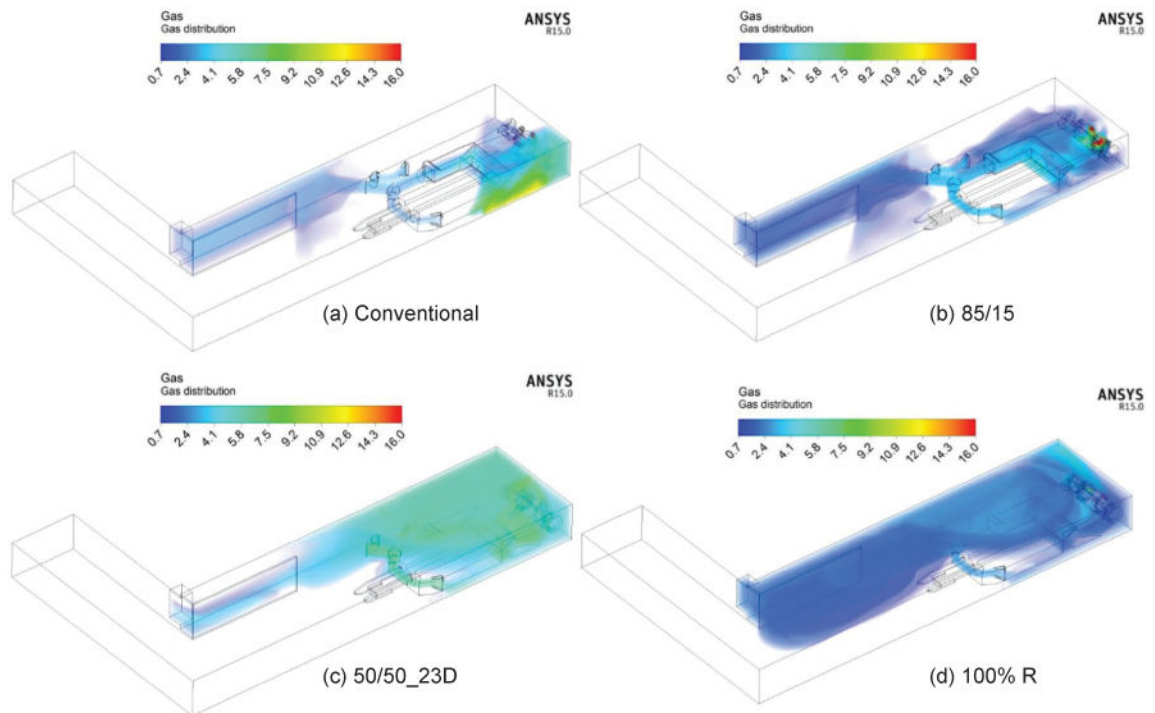 Gas
Gas distribution
ANSYS
R15.0
0.7 2.4 4.1 5.8 7.5 9.2 10.9 12.6 14.3 16.0
(a) Conventional
Gas
Gas distribution
ANSYS
R15.0
0.7 2.4 4.1 5.8 7.5 9.2 10.9 12.6 14.3 16.0
(b) 85/15
Gas
Gas distribution
ANSYS
R15.0
0.7 2.4 4.1 5.8 7.5 9.2 10.9 12.6 14.3 16.0
(c) 50/50_23D
Gas
Gas distribution
ANSYS
R15.0
0.7 2.4 4.1 5.8 7.5 9.2 10.9 12.6 14.3 16.0
(d) 100% R